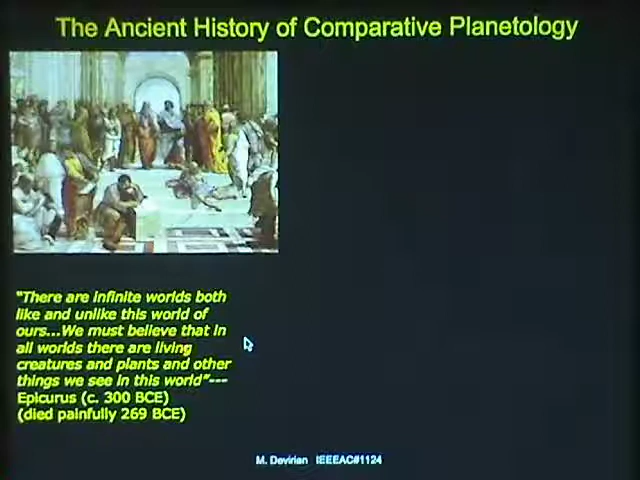 The Ancient History of Comparative Planetology
"There are infinite worlds both
like and unlike this world of
ours...We must believe that in
all worlds there are living
creatures and plants and other
things we see in this world"---
Epicurus (c. 300 BCE)
(died painfully 269 BCE)
M. Devirian IEEEAC#1124